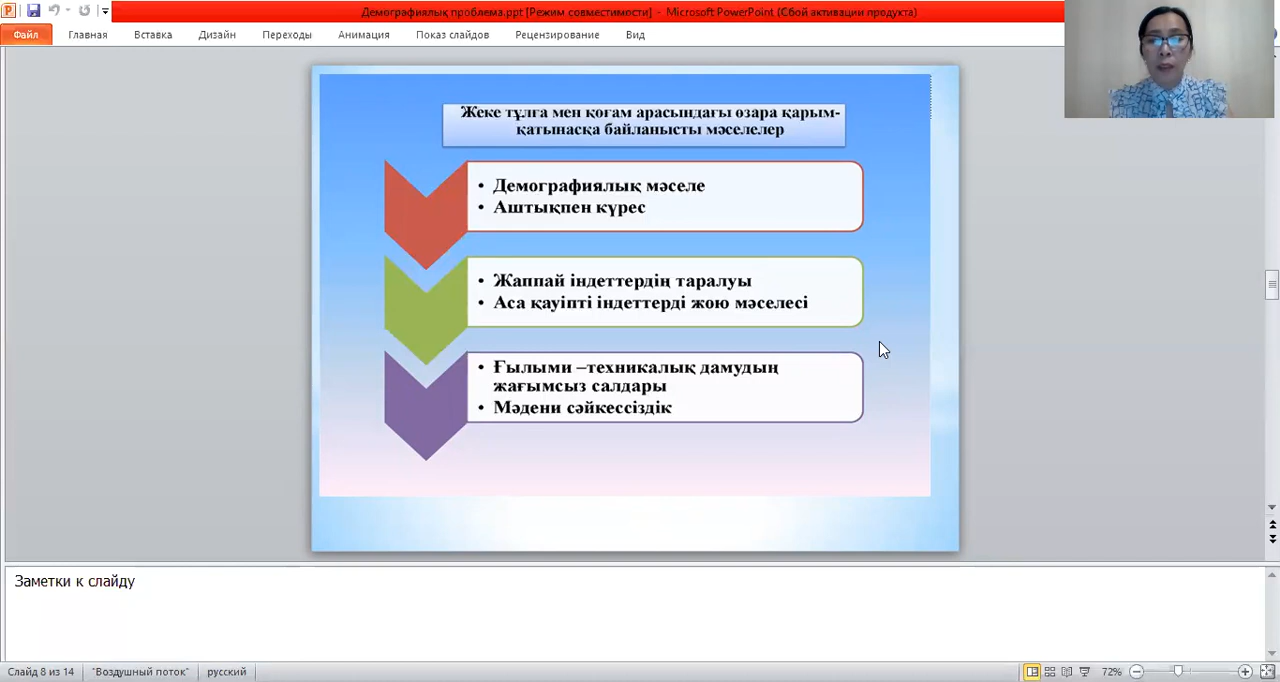 Демографиялық проблема.ppt [Режим совместимости] - Microsoft PowerPoint (Сбой активации продукта)
Файл Главная Вставка Дизайн Переходы Анимация Показ слайдов Рецензирование Вид
Жеке тұлға мен қоғам арасындағы өзара қарым-
қатынасқа байланысты мәселелер
• Демографиялық мәселе
• Аштықпен күрес
• Жаппай індеттердің таралуы
• Аса қауіпті індеттерді жою мәселесі
• Ғылыми –техникалық дамудың
жағымсыз салдары
• Мәдени сәйкессіздік
Заметки к слайду
Слайд 8 из 14 "Воздушный поток" русский 72%